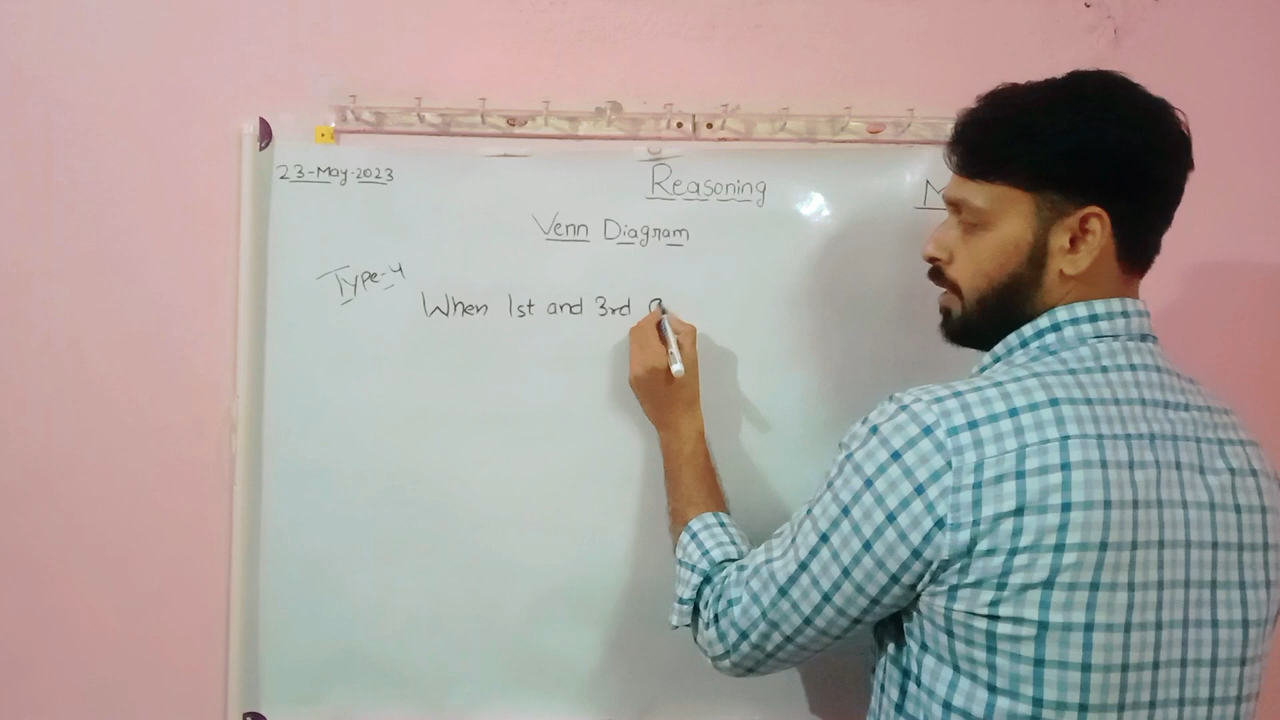 23-May-2023
Reasoning
Venn Diagram
Type-4
When 1st and 3rd